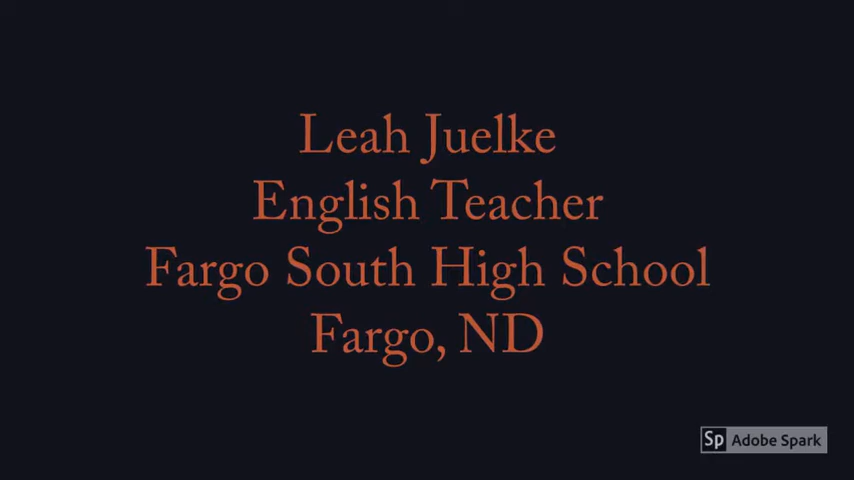 Leah Juelke
English Teacher
Fargo South High School
Fargo, ND
Sp Adobe Spark